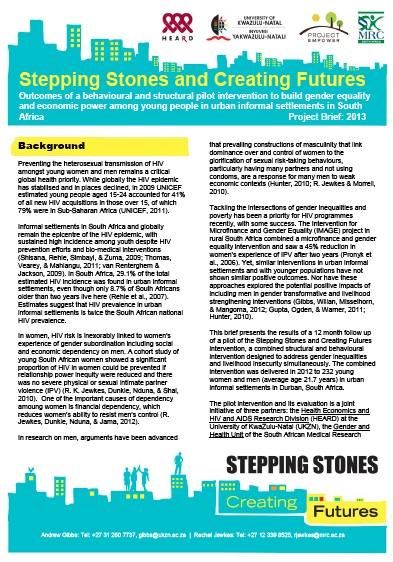 HEARD
UNIVERSITY OF
KWAZULU-NATAL
INYUVESI
YAKWAZULU-NATALI
PROJECT
EMPOWER
MRC
Stepping Stones and Creating Futures
Outcomes of a behavioural and structural pilot intervention to build gender equality
and economic power among young people in urban informal settlements in South
Africa Project Brief: 2013
Background
Preventing the heterosexual transmission of HIV
amongst young women and men remains a critical
global health priority. While globally the HIV epidemic
has stabilised and in places declined, in 2009 UNICEF
estimated young people aged 15-24 accounted for 41%
of all new HIV acquisitions in those over 15, of which
79% were in Sub-Saharan Africa (UNICEF, 2011).
Informal settlements in South Africa and globally
remain the epicentre of the HIV epidemic, with
sustained high incidence among youth despite HIV
prevention efforts and bio-medical interventions
(Shisana, Rehle, Simbayi, & Zuma, 2009; Thomas,
Vearey, & Mahlangu, 2011; van Renterghem &
Jackson, 2009). In South Africa, 29.1% of the total
estimated HIV incidence was found in urban informal
settlements, even though only 8.7% of South Africans
older than two years live here (Rehle et al., 2007).
Estimates suggest that HIV prevalence in urban
informal settlements is twice the South African national
HIV prevalence.
In women, HIV risk is inexorably linked to women's
experience of gender subordination including social
and economic dependency on men. A cohort study of
young South African women showed a significant
proportion of HIV in women could be prevented if
relationship power inequity were reduced and there
was no severe physical or sexual intimate partner
violence (IPV) (R. K. Jewkes, Dunkle, Nduna, & Shai,
2010). One of the important causes of dependency
among women is financial dependency, which
reduces women's ability to resist men's control (R.
Jewkes, Dunkle, Nduna, & Jama, 2012).
In research on men, arguments have been advanced
that prevailing constructions of masculinity that link
dominance over and control of women to the
glorification of sexual risk-taking behaviours,
particularly having many partners and not using
condoms, are a response for many men to weak
economic contexts (Hunter, 2010; R. Jewkes & Morrell,
2010).
Tackling the intersections of gender inequalities and
poverty has been a priority for HIV programmes
recently, with some success. The Intervention for
Microfinance and Gender Equality (IMAGE) project in
rural South Africa combined a microfinance and gender
equality intervention and saw a 45% reduction in
women's experience of IPV after two years (Pronyk et
al., 2006). Yet, similar interventions in urban informal
settlements and with younger populations have not
shown similar positive outcomes. Nor have these
approaches explored the potential positive impacts of
including men in gender transformative and livelihood
strengthening interventions (Gibbs, Willan, Misselhorn,
& Mangoma, 2012; Gupta, Ogden, & Warner, 2011;
Hunter, 2010).
This brief presents the results of a 12 month follow up
of a pilot of the Stepping Stones and Creating Futures
intervention, a combined structural and behavioural
intervention designed to address gender inequalities
and livelihood insecurity simultaneously. The combined
intervention was delivered in 2012 to 232 young
women and men (average age 21.7 years) in urban
informal settlements in Durban, South Africa.
The pilot intervention and its evaluation is a joint
initiative of three partners: the Health Economics and
HIV and AIDS Research Division (HEARD) at the
University of KwaZulu-Natal (UKZN), the Gender and
Health Unit of the South African Medical Research
STEPPING STONES
Creating Futures
Andrew Gibbs: Tel: +27 31 260 7737, gibbs@ukzn.ac.za | Rachel Jewkes: Tel: +27 12 339 8525, rjewkes@mrc.ac.za